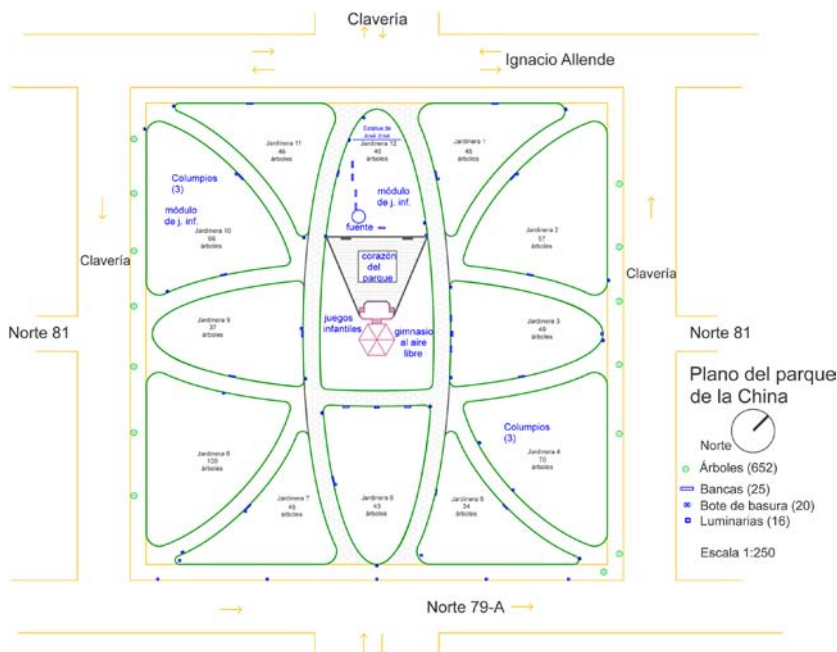 Clavería
Ignacio Allende
Jardinera 11
46
árboles
Estatua de
José José
Jardinera 12
45
árboles
Jardinera 1
45
árboles
Columpios
(3)
módulo
de j. inf.
Jardinera 10
66
árboles
módulo
de j. inf.
fuente
Jardinera 2
57
árboles
Clavería
corazón
del
parque
Clavería
Norte 81
Jardinera 9
37
árboles
juegos
infantiles
gimnasio
al aire
libre
Jardinera 3
49
árboles
Norte 81
Plano del parque
de la China
Norte
Árboles (652)
Bancas (25)
Bote de basura (20)
Luminarias (16)
Escala 1:250
Columpios
(3)
Jardinera 8
100
árboles
Jardinera 4
70
árboles
Jardinera 7
45
árboles
Jardinera 6
43
árboles
Jardinera 5
34
árboles
Norte 79-A